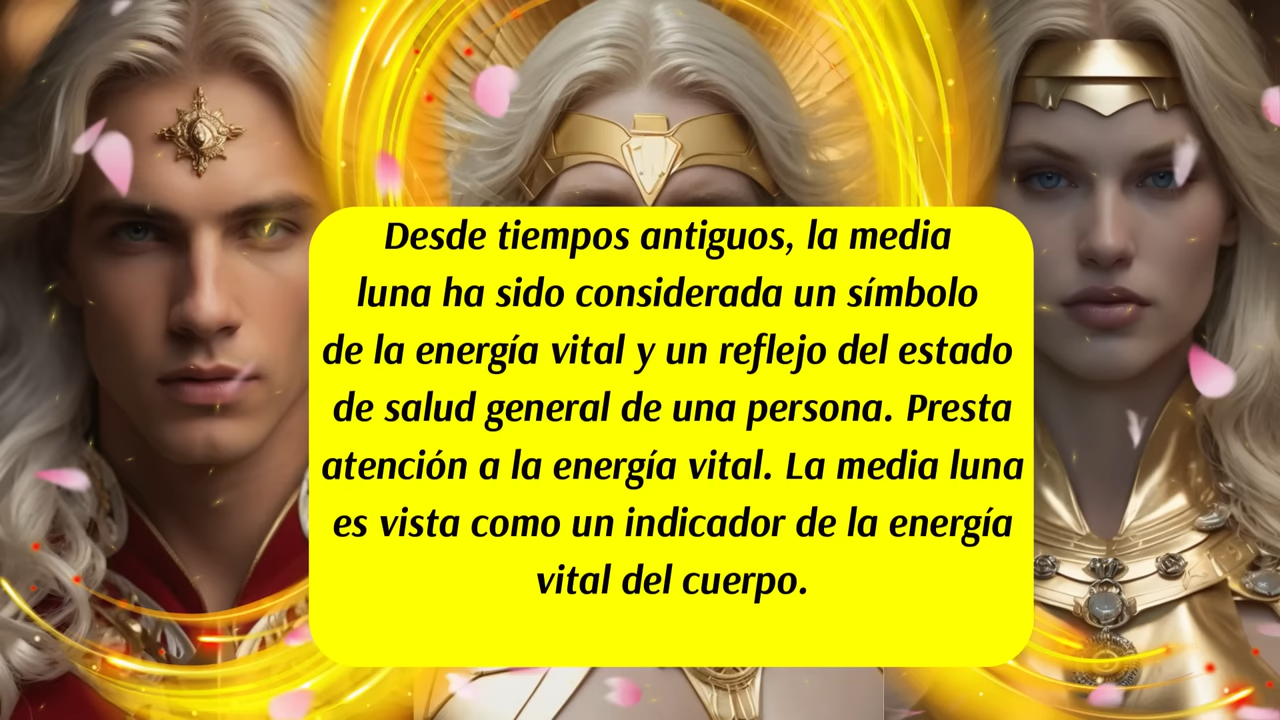 Desde tiempos antiguos, la media
luna ha sido considerada un símbolo
de la energía vital y un reflejo del estado
de salud general de una persona. Presta
atención a la energía vital. La media luna
es vista como un indicador de la energía
vital del cuerpo.